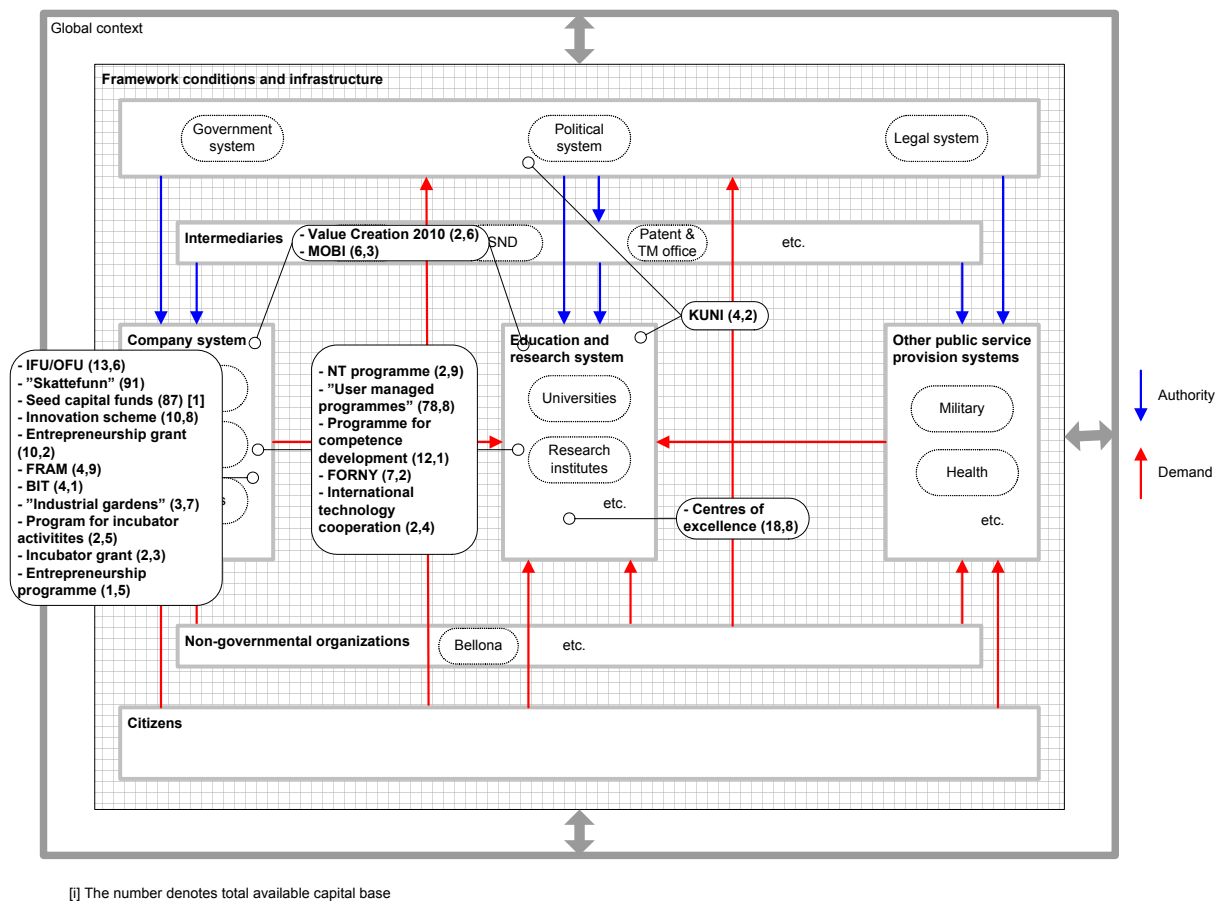 Global context
Framework conditions and infrastructure
Government
system
Political
system
Legal system
Intermediaries
- Value Creation 2010 (2,6)
- MOBI (6,3)
SND
Patent &
TM office
etc.
KUNI (4,2)
Company system
- IFU/OFU (13,6)
- ”Skattefunn” (91)
- Seed capital funds (87) [1]
- Innovation scheme (10,8)
- Entrepreneurship grant
(10,2)
- FRAM (4,9)
- BIT (4,1)
- ”Industrial gardens” (3,7)
- Program for incubator
activitites (2,5)
- Incubator grant (2,3)
- Entrepreneurship
programme (1,5)
s
- NT programme (2,9)
- ”User managed
programmes” (78,8)
- Programme for
competence
development (12,1)
- FORNY (7,2)
- International
technology
cooperation (2,4)
Education and
research system
Universities
Research
institutes
etc.
- Centres of
excellence (18,8)
Other public service
provision systems
Military
Health
etc.
Authority
Demand
Non-governmental organizations
Bellona
etc.
Citizens
[i] The number denotes total available capital base